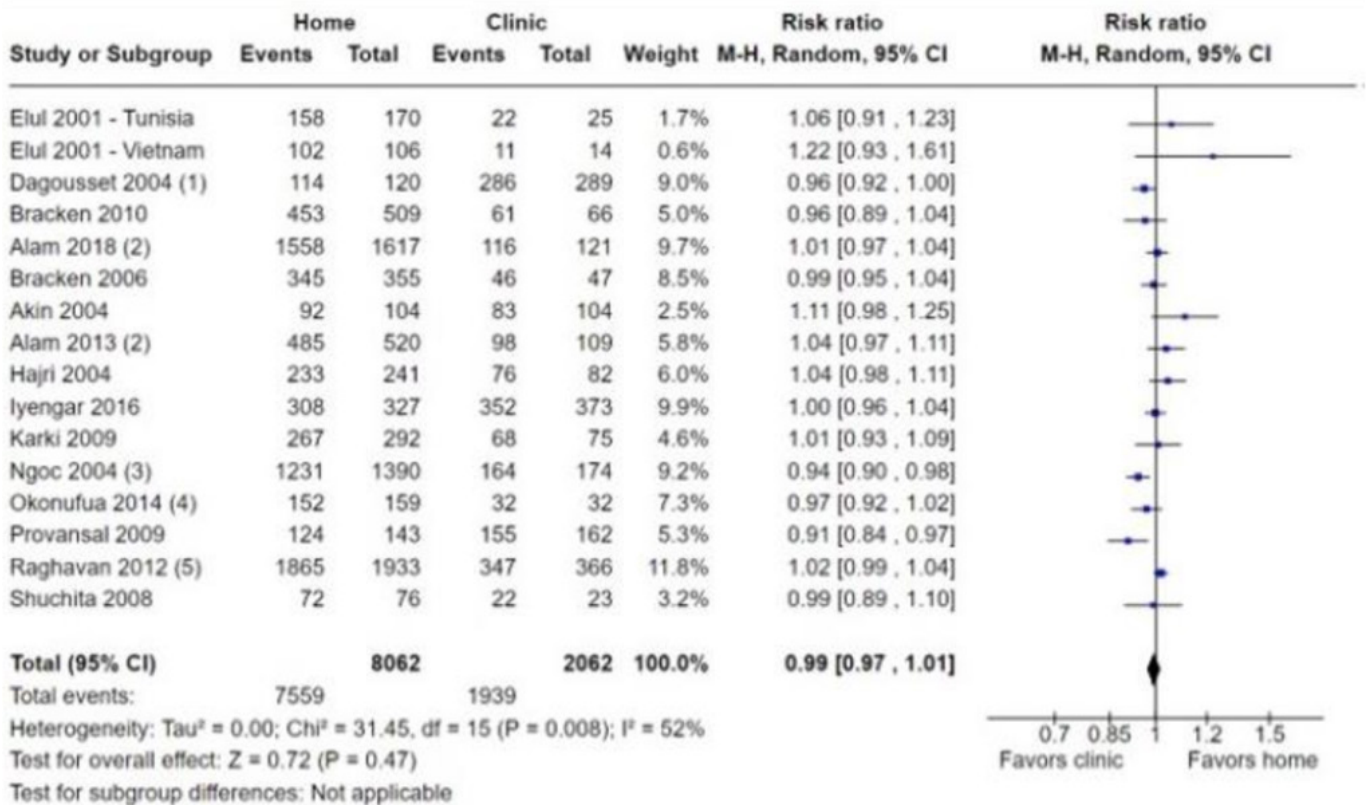 Home Clinic Risk ratio Risk ratio
Study or Subgroup Events Total Events Total Weight M-H, Random, 95% CI M-H, Random, 95% CI
Elul 2001 - Tunisia 158 170 22 25 1.7% 1.06 [0.91 , 1.23]
Elul 2001 - Vietnam 102 106 11 14 0.6% 1.22 [0.93 , 1.61]
Dagousset 2004 (1) 114 120 286 289 9.0% 0.96 [0.92 , 1.00]
Bracken 2010 453 509 61 66 5.0% 0.96 [0.89 , 1.04]
Alam 2018 (2) 1558 1617 116 121 9.7% 1.01 [0.97 , 1.04]
Bracken 2006 345 355 46 47 8.5% 0.99 [0.95 , 1.04]
Akin 2004 92 104 83 104 2.5% 1.11 [0.98 , 1.25]
Alam 2013 (2) 485 520 98 109 5.8% 1.04 [0.97 , 1.11]
Hajri 2004 233 241 76 82 6.0% 1.04 [0.98 , 1.11]
Iyengar 2016 308 327 352 373 9.9% 1.00 [0.96 , 1.04]
Karki 2009 267 292 68 75 4.6% 1.01 [0.93 , 1.09]
Ngoc 2004 (3) 1231 1390 164 174 9.2% 0.94 [0.90 , 0.98]
Okonufua 2014 (4) 152 159 32 32 7.3% 0.97 [0.92 , 1.02]
Provansal 2009 124 143 155 162 5.3% 0.91 [0.84 , 0.97]
Raghavan 2012 (5) 1865 1933 347 366 11.8% 1.02 [0.99 , 1.04]
Shuchita 2008 72 76 22 23 3.2% 0.99 [0.89 , 1.10]
Total (95% CI) 8062 2062 100.0% 0.99 [0.97 , 1.01]
Total events: 7559 1939
Heterogeneity: Tau² = 0.00; Chi² = 31.45, df = 15 (P = 0.008); I² = 52%
Test for overall effect: Z = 0.72 (P = 0.47)
Test for subgroup differences: Not applicable
0.7 0.85 1 1.2 1.5
Favors clinic Favors home